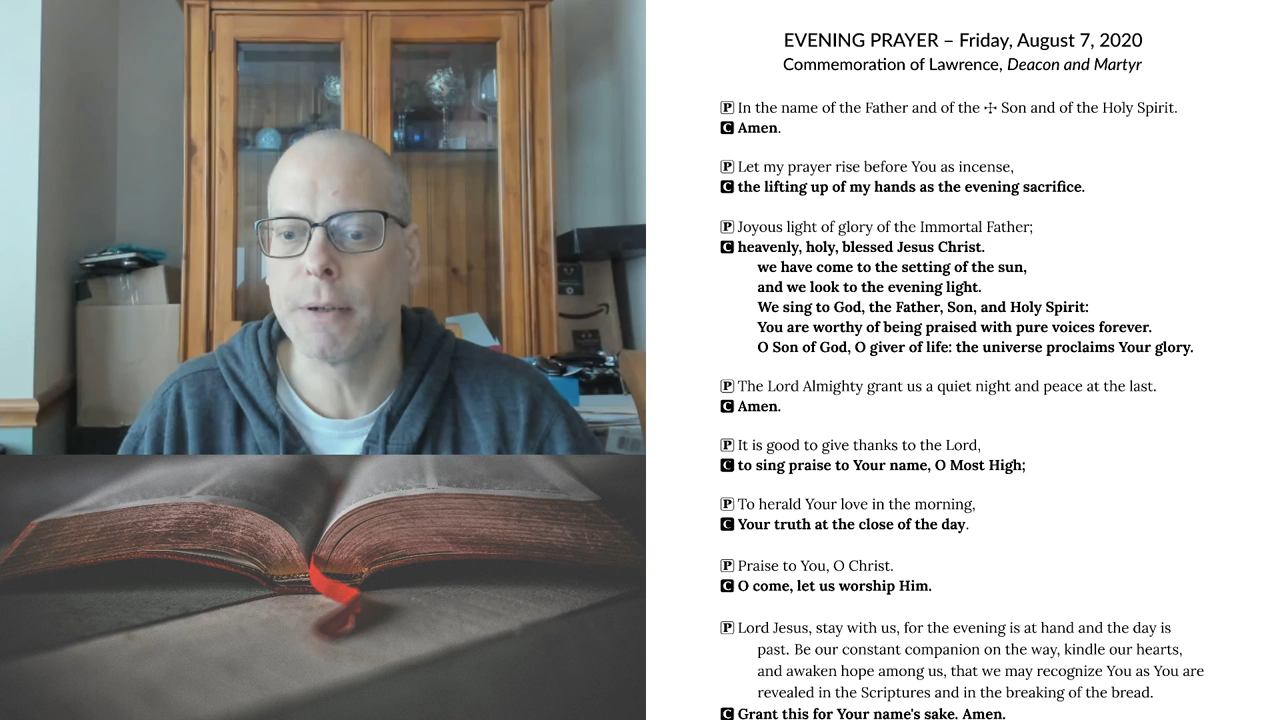 EVENING PRAYER – Friday, August 7, 2020
Commemoration of Lawrence, Deacon and Martyr
P In the name of the Father and of the ☩ Son and of the Holy Spirit.
C Amen.
P Let my prayer rise before You as incense,
C the lifting up of my hands as the evening sacrifice.
P Joyous light of glory of the Immortal Father;
C heavenly, holy, blessed Jesus Christ.
we have come to the setting of the sun,
and we look to the evening light.
We sing to God, the Father, Son, and Holy Spirit:
You are worthy of being praised with pure voices forever.
O Son of God, O giver of life: the universe proclaims Your glory.
P The Lord Almighty grant us a quiet night and peace at the last.
C Amen.
P It is good to give thanks to the Lord,
C to sing praise to Your name, O Most High;
P To herald Your love in the morning,
C Your truth at the close of the day.
P Praise to You, O Christ.
C O come, let us worship Him.
P Lord Jesus, stay with us, for the evening is at hand and the day is
past. Be our constant companion on the way, kindle our hearts,
and awaken hope among us, that we may recognize You as You are
revealed in the Scriptures and in the breaking of the bread.
C Grant this for Your name's sake. Amen.